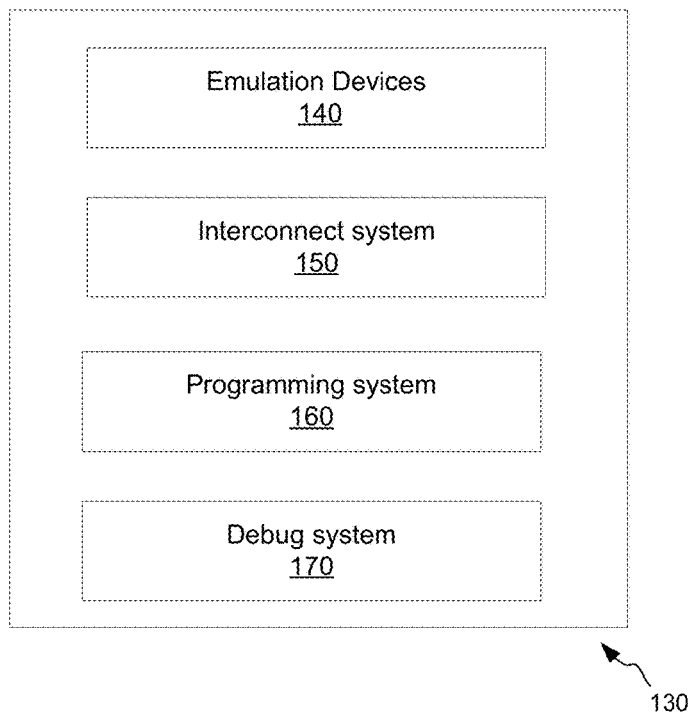 Emulation Devices
140
Interconnect system
150
Programming system
160
Debug system
170
130